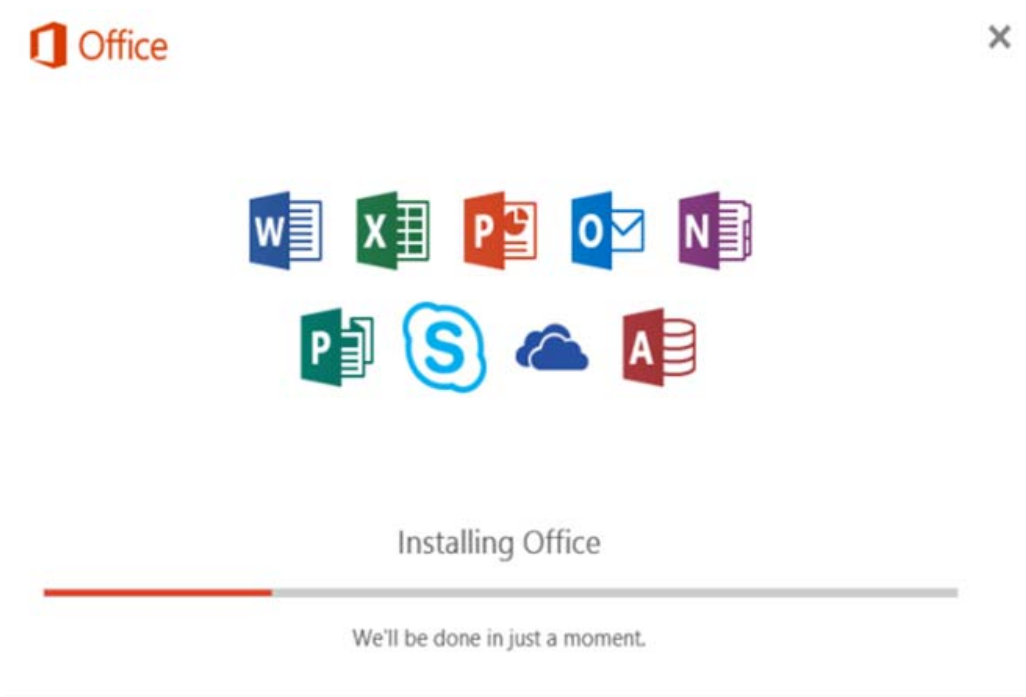 Office
W X P O N
P S A
Installing Office
We'll be done in just a moment.